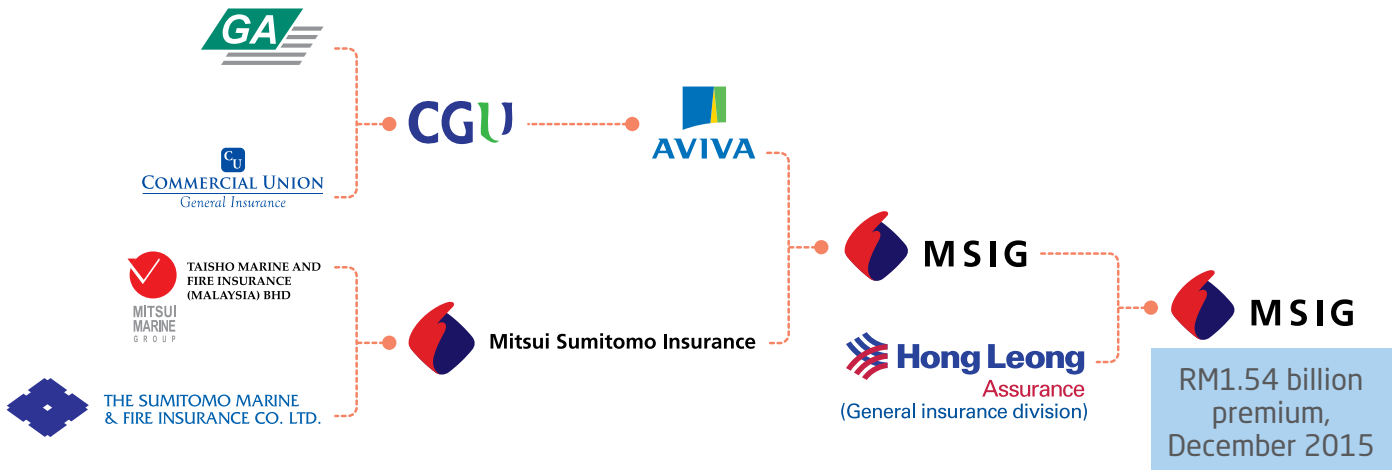 GA
CGU
AVIVA
CU
COMMERCIAL UNION
General Insurance
TAISHO MARINE AND
FIRE INSURANCE
(MALAYSIA) BHD
MITSUI
MARINE
GROUP
THE SUMITOMO MARINE
& FIRE INSURANCE CO. LTD.
Mitsui Sumitomo Insurance
MSIG
Hong Leong
Assurance
(General insurance division)
MSIG
RM1.54 billion
premium,
December 2015